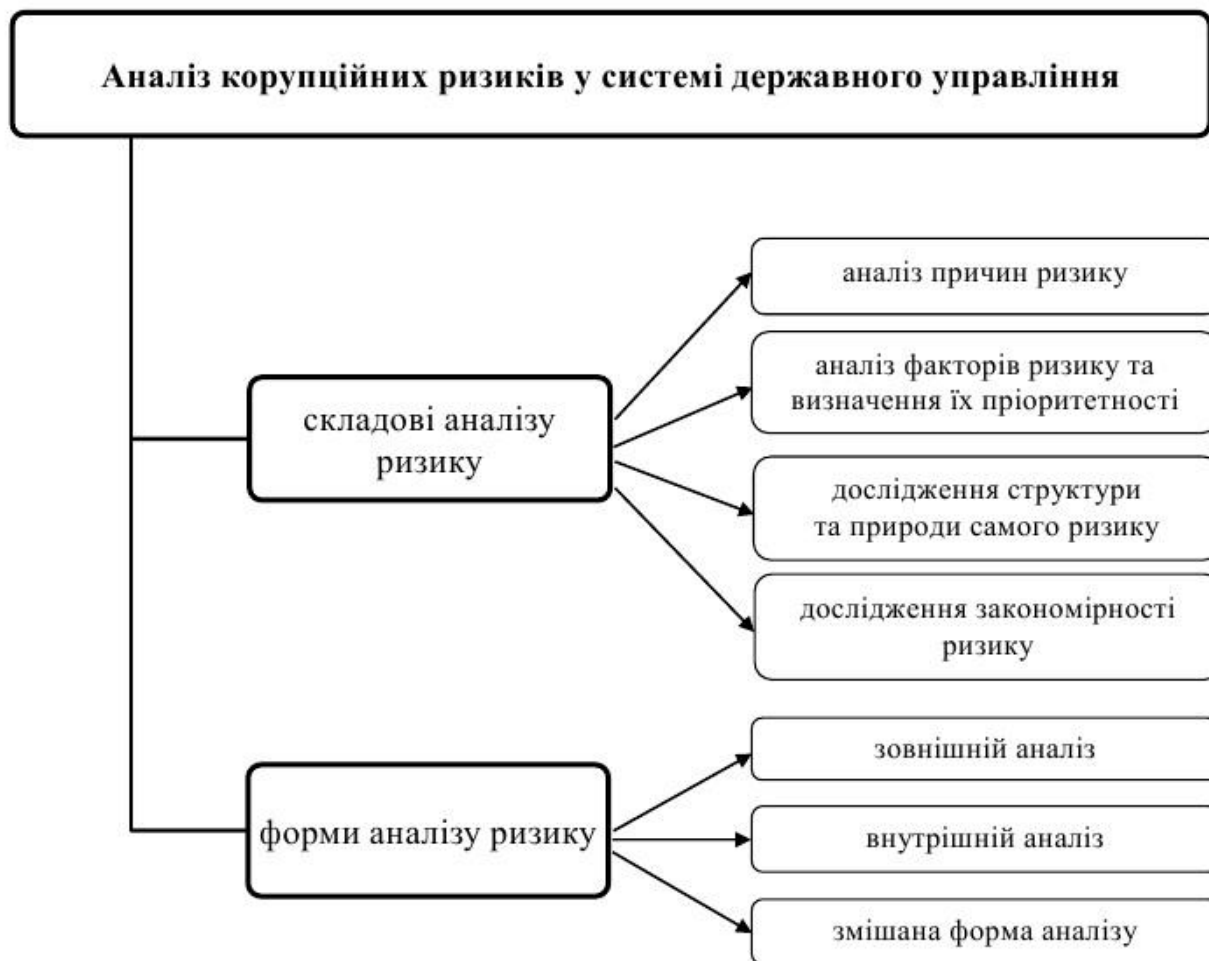 Аналіз корупційних ризиків у системі державного управління
складові аналізу
ризику
аналіз причин ризику
аналіз факторів ризику та
визначення їх пріоритетності
дослідження структури
та природи самого ризику
дослідження закономірності
ризику
форми аналізу ризику
зовнішній аналіз
внутрішній аналіз
змішана форма аналізу